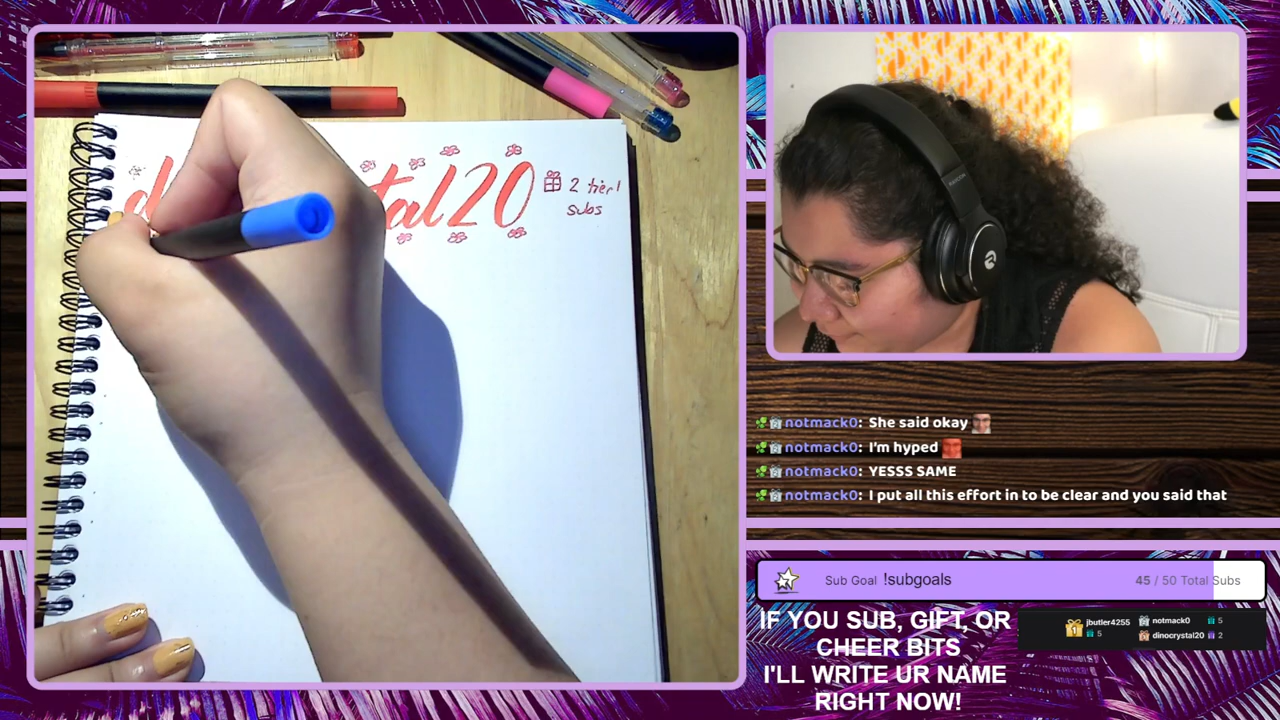 tal20
2 tier 1
subs
notmack0: She said okay
notmack0: I'm hyped
notmack0: YESSS SAME
notmack0: I put all this effort in to be clear and you said that
Sub Goal !subgoals
45 / 50 Total Subs
IF YOU SUB, GIFT, OR
CHEER BITS
I'LL WRITE UR NAME
RIGHT NOW!
1 jbutler4255
5
notmack0 5
dinocrystal20 2